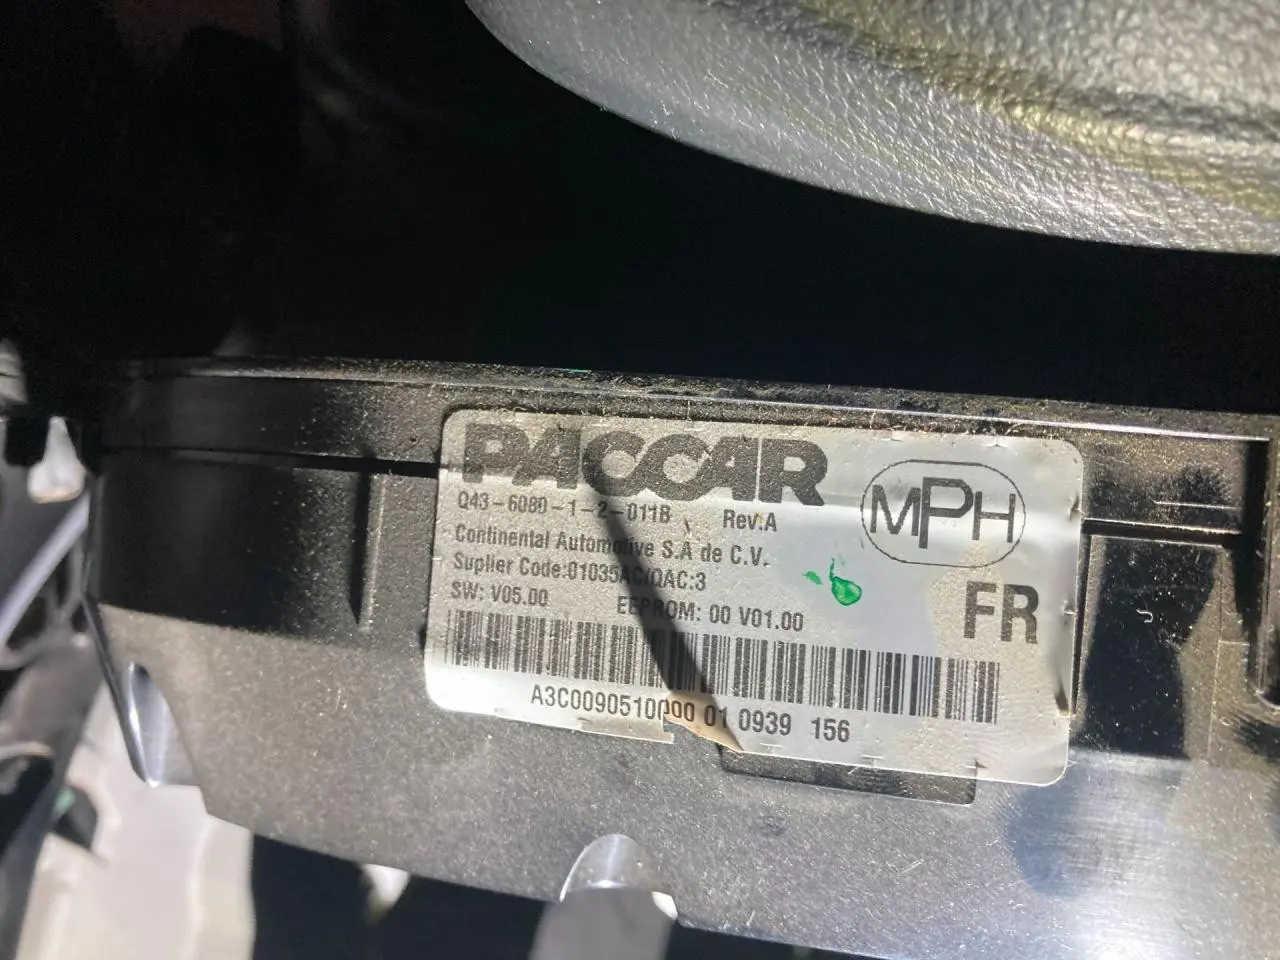 PACCAR
Q43-6080-1-2-011B Rev:A
MPH
Continental Automotive S.A de C.V.
Suplier Code:01035AC/QAC:3
FR
SW: V05.00 EEPROM: 00 V01.00
A3C0090510000 01 0939 156